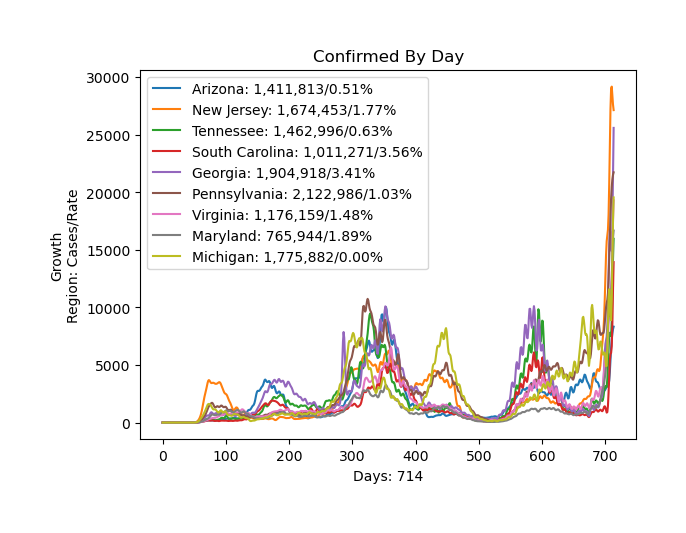 Confirmed By Day
Growth
Region: Cases/Rate
30000
25000
20000
15000
10000
5000
0
Arizona: 1,411,813/0.51%
New Jersey: 1,674,453/1.77%
Tennessee: 1,462,996/0.63%
South Carolina: 1,011,271/3.56%
Georgia: 1,904,918/3.41%
Pennsylvania: 2,122,986/1.03%
Virginia: 1,176,159/1.48%
Maryland: 765,944/1.89%
Michigan: 1,775,882/0.00%
0 100 200 300 400 500 600 700
Days: 714